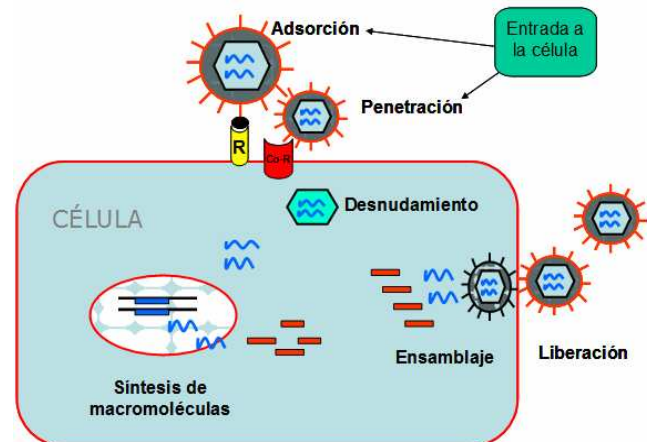 Adsorción
Entrada a
la célula
Penetración
R
Co-R
Desnudamiento
CÉLULA
Ensamblaje
Liberación
Síntesis de
macromoléculas